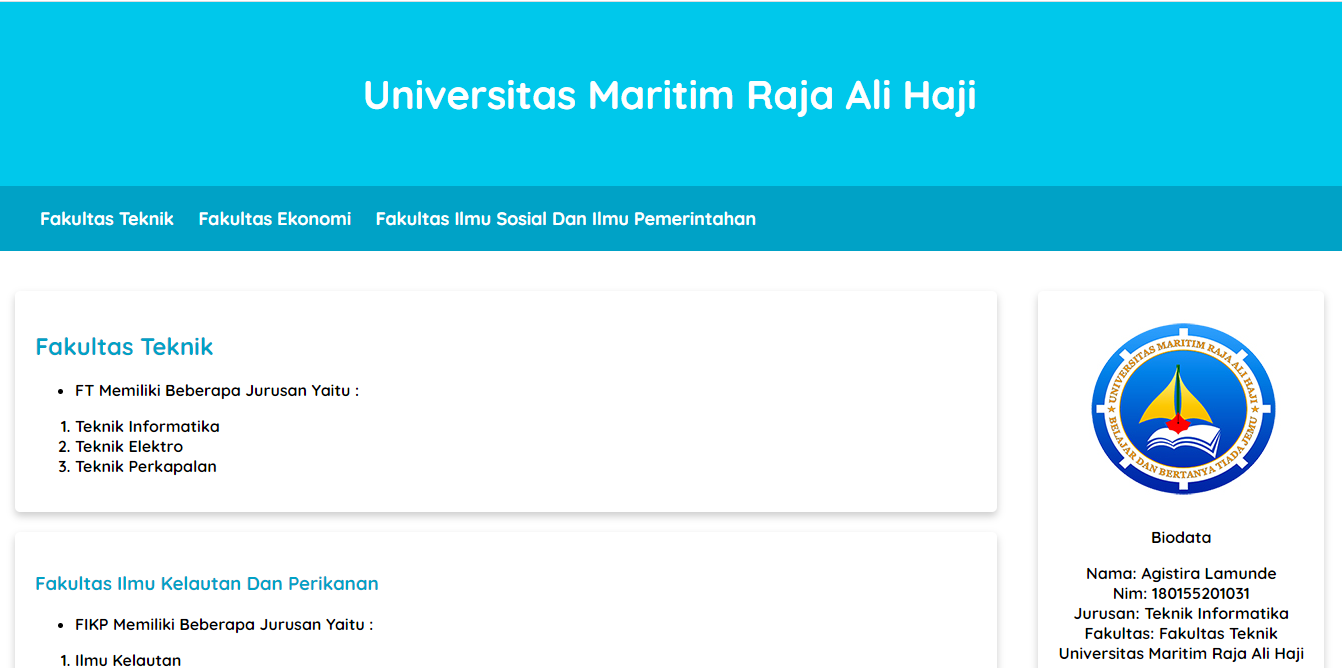 Universitas Maritim Raja Ali Haji
Fakultas Teknik Fakultas Ekonomi Fakultas Ilmu Sosial Dan Ilmu Pemerintahan
Fakultas Teknik
• FT Memiliki Beberapa Jurusan Yaitu :
1. Teknik Informatika
2. Teknik Elektro
3. Teknik Perkapalan
Fakultas Ilmu Kelautan Dan Perikanan
• FIKP Memiliki Beberapa Jurusan Yaitu :
1. Ilmu Kelautan
UNIVERSITAS MARITIM RAJA ALI HAJI
BELAJAR DAN BERTANYA TIADA JEMU
Biodata
Nama: Agistira Lamunde
Nim: 180155201031
Jurusan: Teknik Informatika
Fakultas: Fakultas Teknik
Universitas Maritim Raja Ali Haji